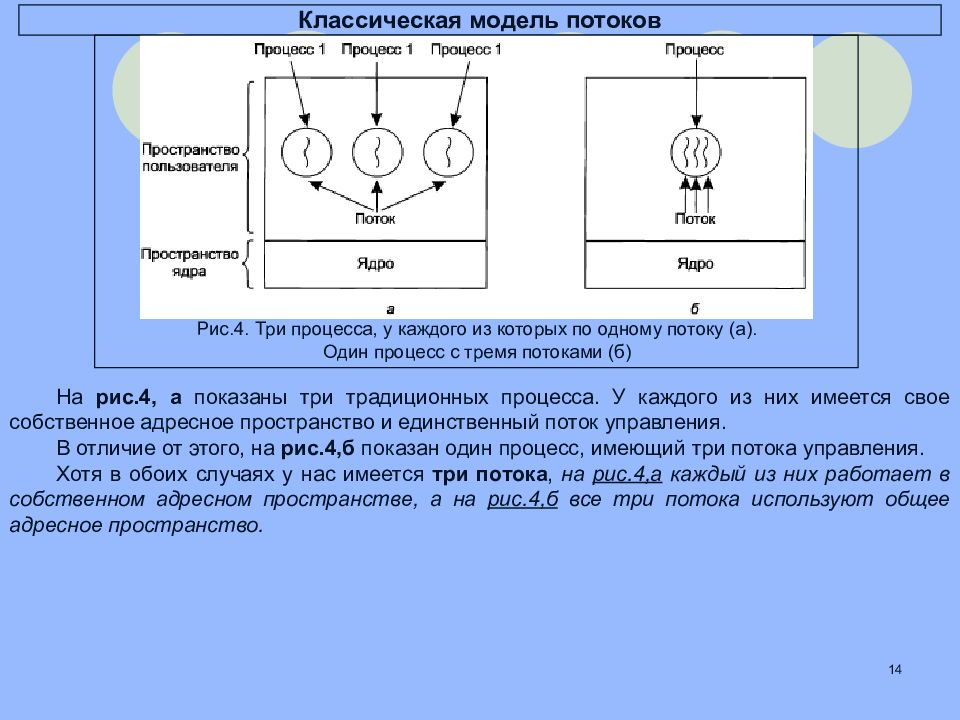 Классическая модель потоков
Процесс 1 Процесс 1 Процесс 1 Процесс
Пространство
пользователя
Поток Поток
Пространство
ядра
Ядро Ядро
а б
Рис.4. Три процесса, у каждого из которых по одному потоку (а).
Один процесс с тремя потоками (б)
На рис.4, а показаны три традиционных процесса. У каждого из них имеется свое
собственное адресное пространство и единственный поток управления.
В отличие от этого, на рис.4,б показан один процесс, имеющий три потока управления.
Хотя в обоих случаях у нас имеется три потока, на рис.4,а каждый из них работает в
собственном адресном пространстве, а на рис.4,б все три потока используют общее
адресное пространство.
14